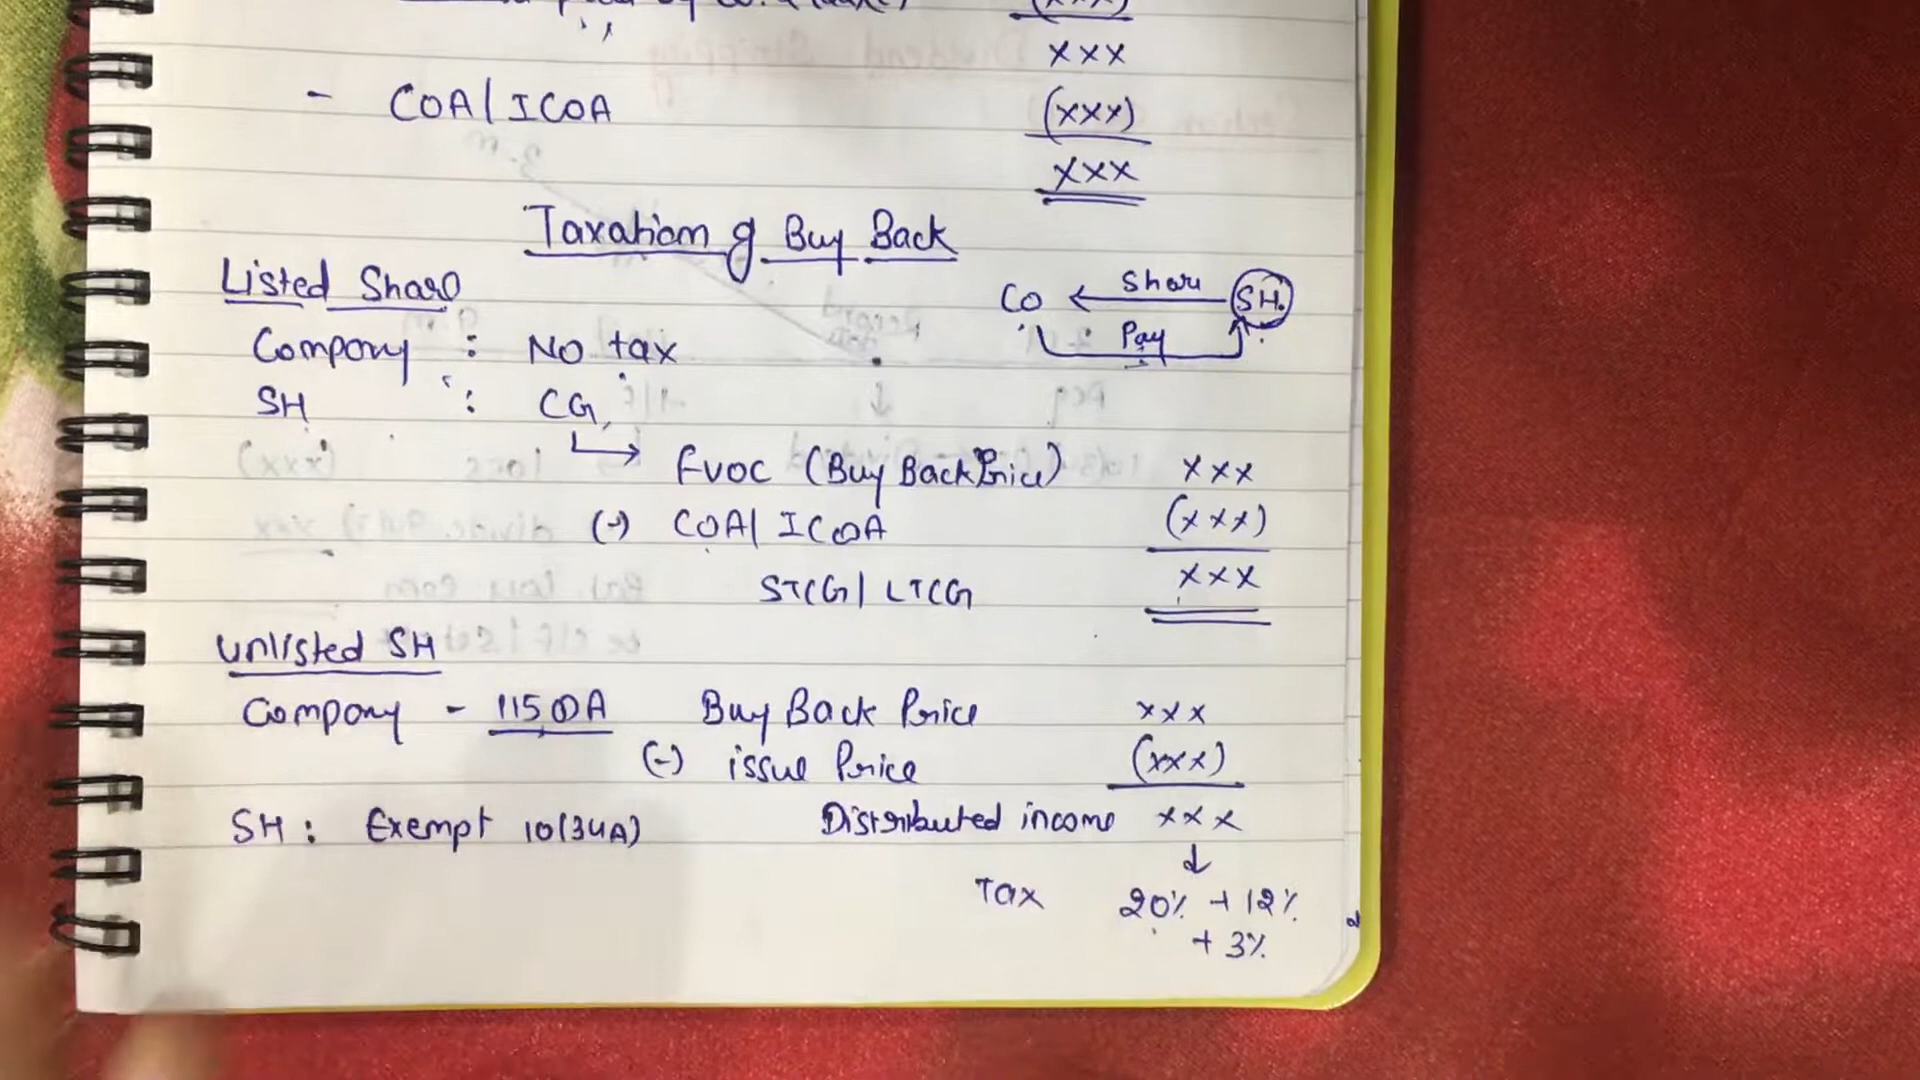 (xxx)
xxx
- COA/ICOA (xxx)
xxx
Taxation of Buy Back
Listed Share
Co ← Share SH.
Pay
Company : No tax
SH : CG,
→ FVOC (Buy Back Price) xxx
(-) COA/ICOA (xxx)
STCG/LTCG xxx
Unlisted SH
Company - 115QA Buy Back Price xxx
(-) issue Price (xxx)
Distributed income xxx
SH : Exempt 10(34A)
↓
Tax 20% + 12%
+ 3%